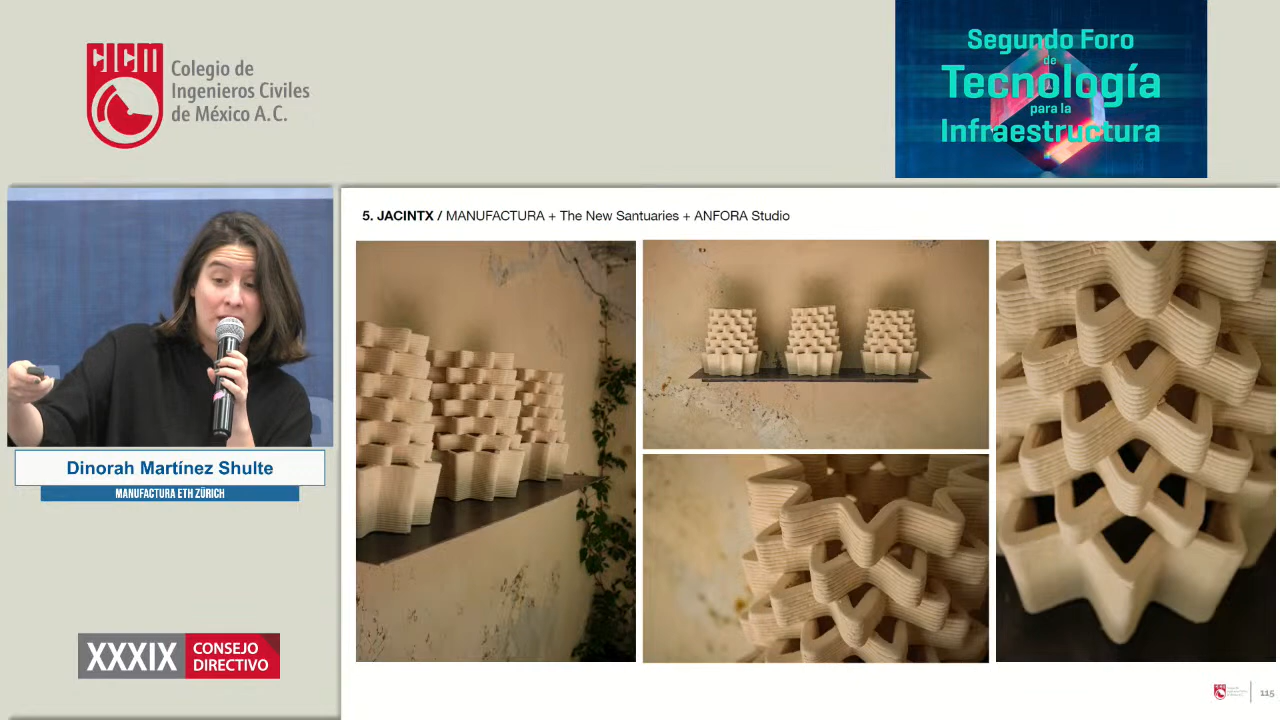 CICM
Colegio de
Ingenieros Civiles
de México A.C.
Segundo Foro
de
Tecnología
para la
Infraestructura
5. JACINTX / MANUFACTURA + The New Santuaries + ANFORA Studio
Dinorah Martínez Shulte
MANUFACTURA ETH ZÜRICH
XXXIX
CONSEJO
DIRECTIVO
115